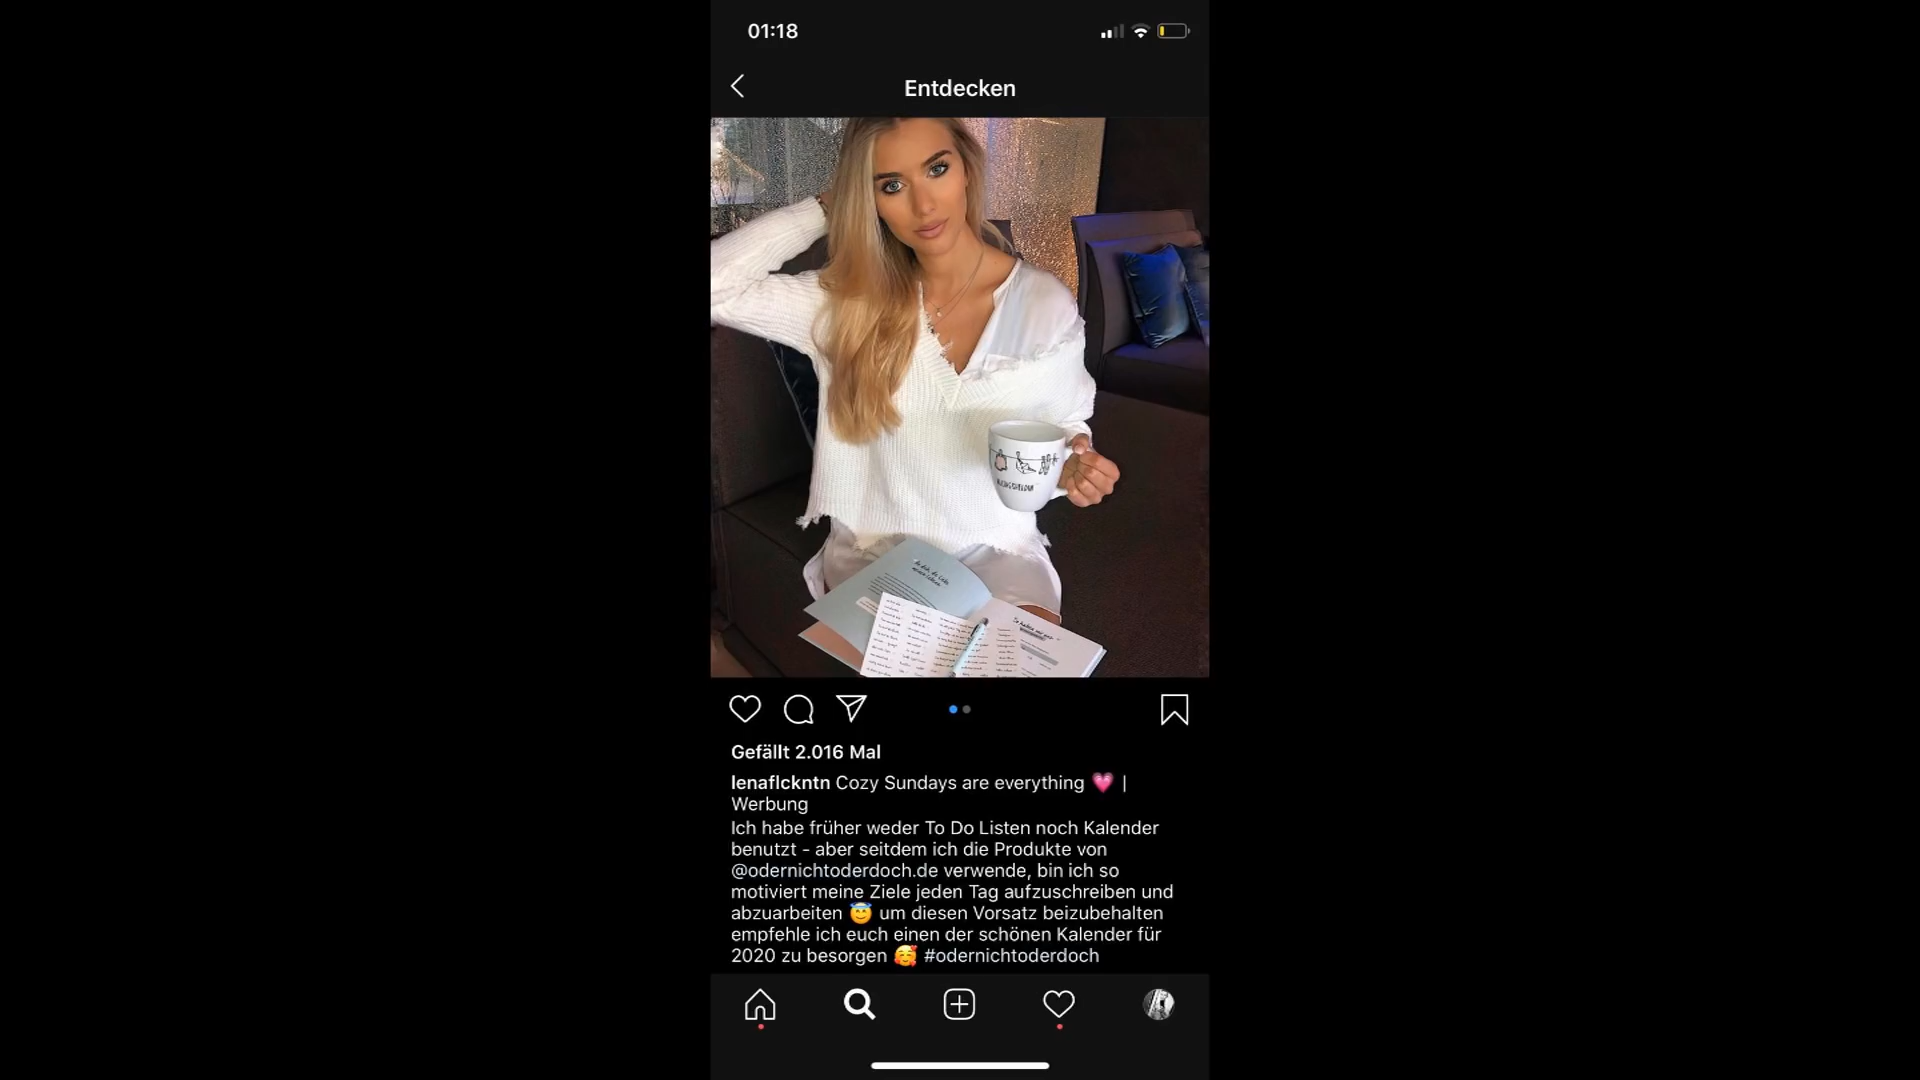 01:18
Entdecken
Gefällt 2.016 Mal
lenaflckntn Cozy Sundays are everything 💗 |
Werbung
Ich habe früher weder To Do Listen noch Kalender
benutzt - aber seitdem ich die Produkte von
@odernichtoderdoch.de verwende, bin ich so
motiviert meine Ziele jeden Tag aufzuschreiben und
abzuarbeiten 😇 um diesen Vorsatz beizubehalten
empfehle ich euch einen der schönen Kalender für
2020 zu besorgen 🥰 #odernichtoderdoch